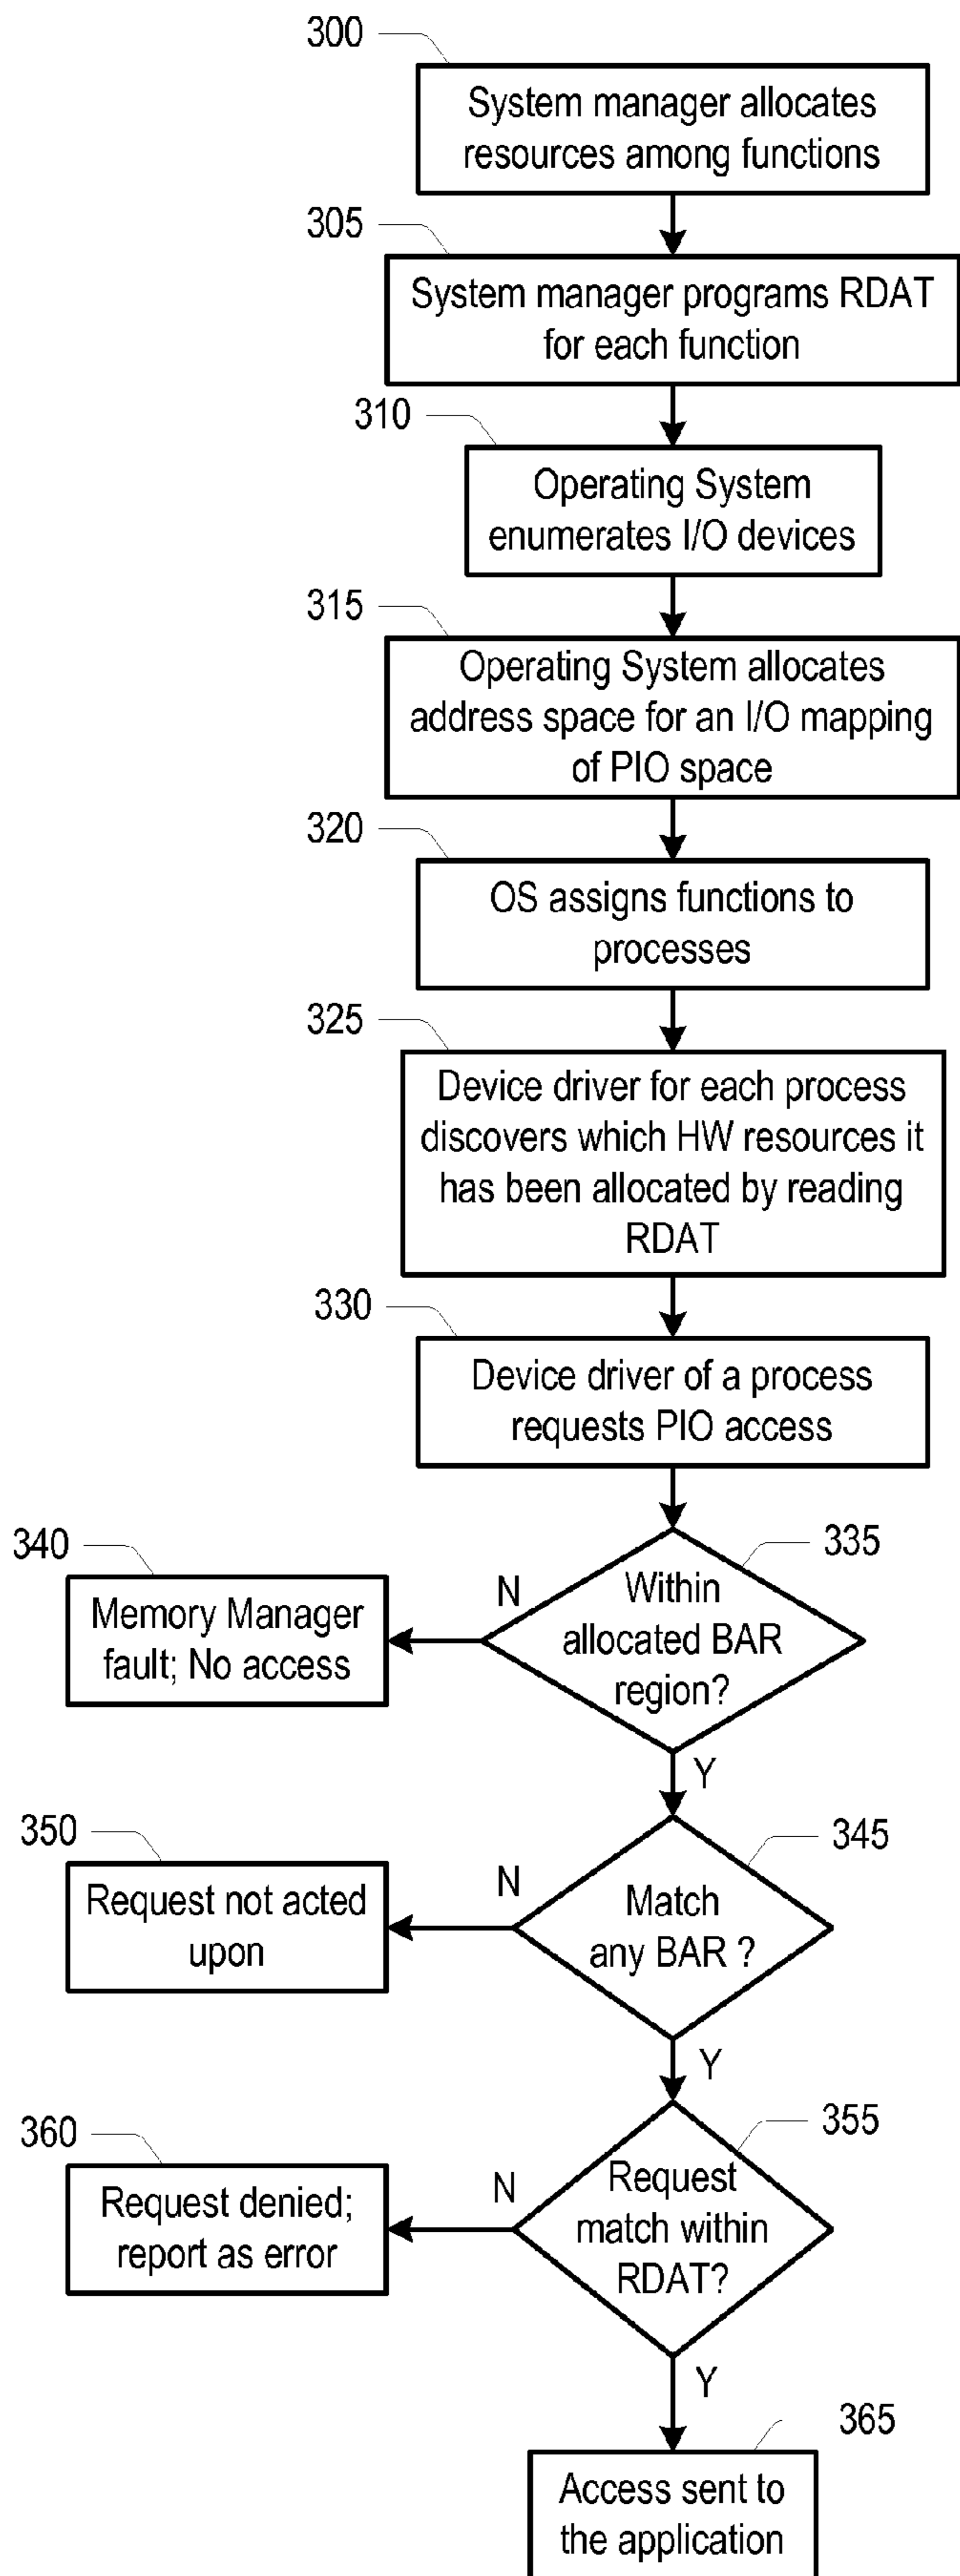 300
System manager allocates
resources among functions
305
System manager programs RDAT
for each function
310
Operating System
enumerates I/O devices
315
Operating System allocates
address space for an I/O mapping
of PIO space
320
OS assigns functions to
processes
325
Device driver for each process
discovers which HW resources it
has been allocated by reading
RDAT
330
Device driver of a process
requests PIO access
335
Within
allocated BAR
region?
N
340
Memory Manager
fault; No access
Y
345
Match
any BAR ?
N
350
Request not acted
upon
Y
355
Request
match within
RDAT?
N
360
Request denied;
report as error
Y
365
Access sent to
the application